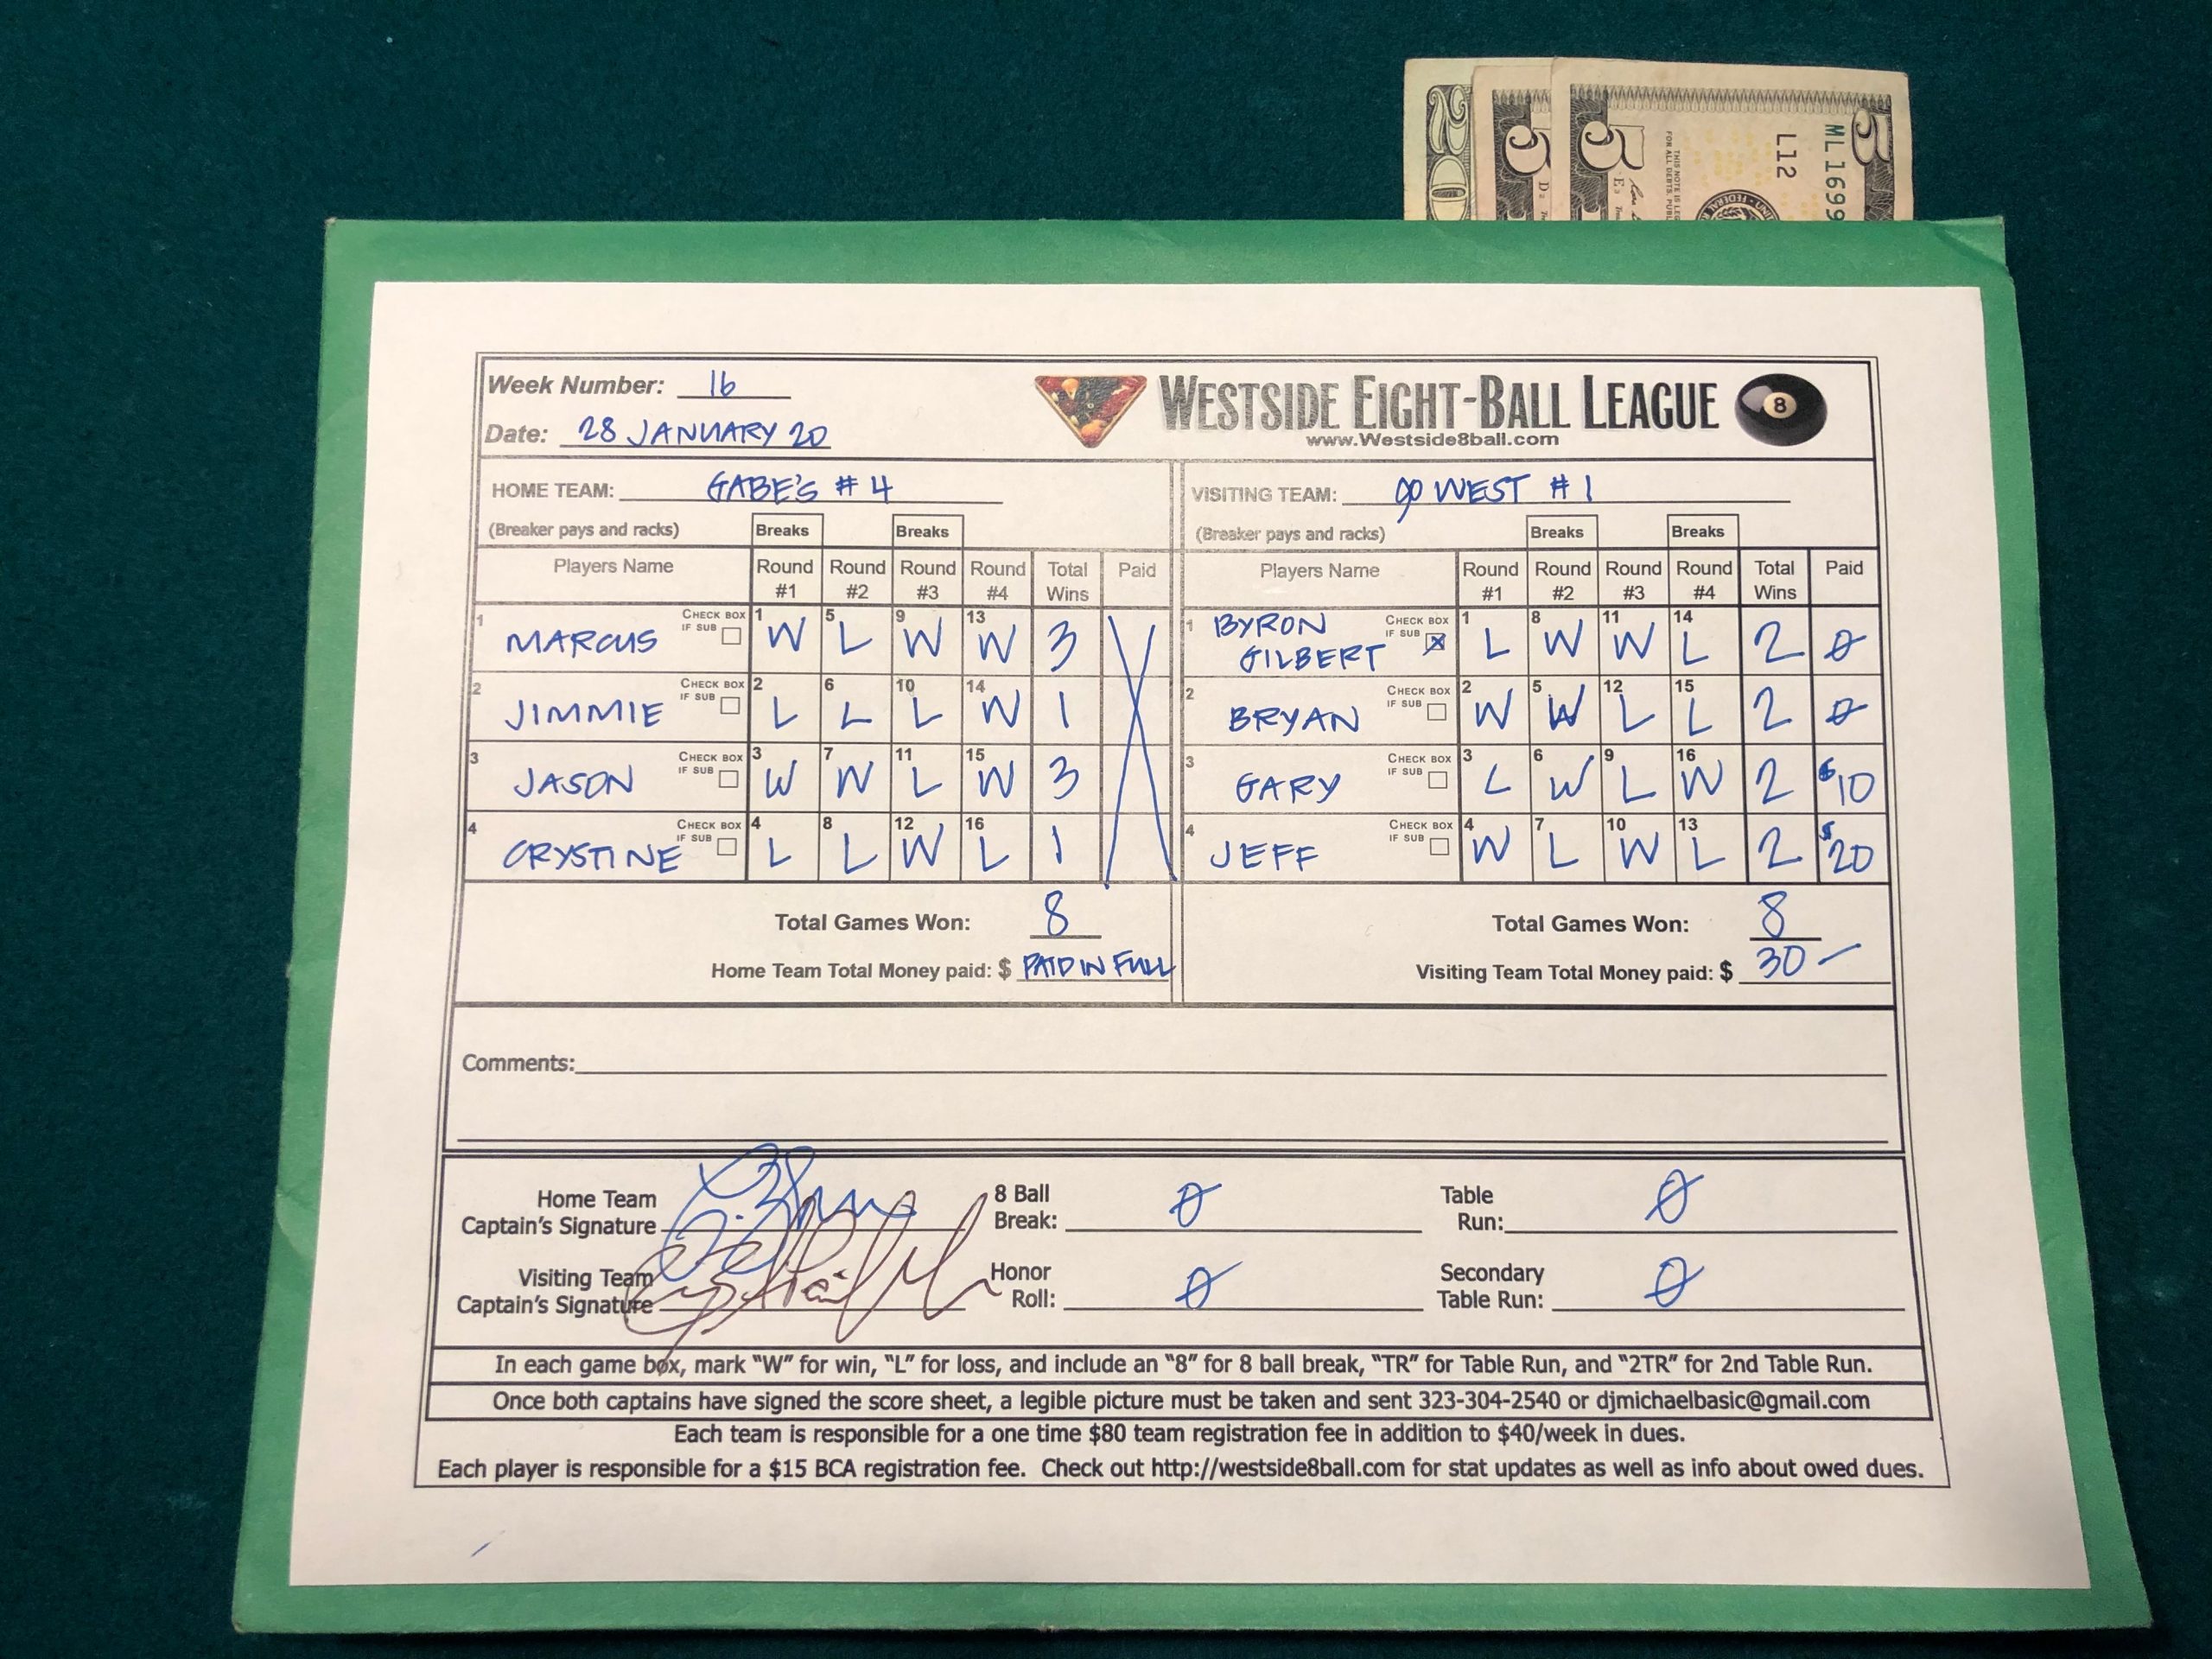 20 5 5 5
ML1699
L12
Week Number: 16
Date: 28 JANUARY 20
WESTSIDE EIGHT-BALL LEAGUE 8
www.Westside8ball.com
HOME TEAM: GABE'S #4
(Breaker pays and racks) Breaks Breaks
Players Name Round #1 Round #2 Round #3 Round #4 Total Wins Paid
1 MARCUS CHECK BOX IF SUB 1 W 5 L 9 W 13 W 3
2 JIMMIE CHECK BOX IF SUB 2 L 6 L 10 L 14 W 1
3 JASON CHECK BOX IF SUB 3 W 7 W 11 L 15 W 3
4 CRYSTINE CHECK BOX IF SUB 4 L 8 L 12 W 16 L 1
Total Games Won: 8
Home Team Total Money paid: $ PAID IN FULL
VISITING TEAM: GO WEST #1
(Breaker pays and racks) Breaks Breaks
Players Name Round #1 Round #2 Round #3 Round #4 Total Wins Paid
1 BYRON GILBERT CHECK BOX IF SUB X 1 L 8 W 11 W 14 L 2 0
2 BRYAN CHECK BOX IF SUB 2 W 5 W 12 L 15 L 2 0
3 GARY CHECK BOX IF SUB 3 L 6 W 9 L 16 W 2 $10
4 JEFF CHECK BOX IF SUB 4 W 7 L 10 W 13 L 2 $20
Total Games Won: 8
Visiting Team Total Money paid: $ 30 –
Comments:
Home Team Captain's Signature
8 Ball Break: 0
Table Run: 0
Visiting Team Captain's Signature
Honor Roll: 0
Secondary Table Run: 0
In each game box, mark "W" for win, "L" for loss, and include an "8" for 8 ball break, "TR" for Table Run, and "2TR" for 2nd Table Run.
Once both captains have signed the score sheet, a legible picture must be taken and sent 323-304-2540 or djmichaelbasic@gmail.com
Each team is responsible for a one time $80 team registration fee in addition to $40/week in dues.
Each player is responsible for a $15 BCA registration fee. Check out http://westside8ball.com for stat updates as well as info about owed dues.